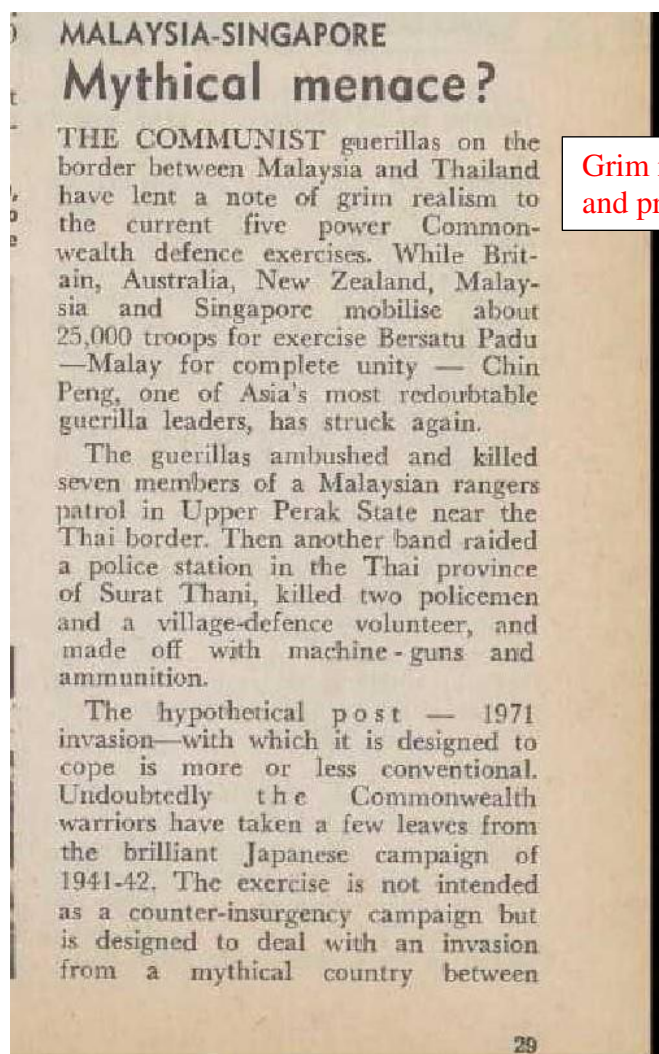 MALAYSIA-SINGAPORE
Mythical menace?
THE COMMUNIST guerillas on the
border between Malaysia and Thailand
have lent a note of grim realism to
the current five power Common-
wealth defence exercises. While Brit-
ain, Australia, New Zealand, Malay-
sia and Singapore mobilise about
25,000 troops for exercise Bersatu Padu
—Malay for complete unity — Chin
Peng, one of Asia's most redoubtable
guerilla leaders, has struck again.
The guerillas ambushed and killed
seven members of a Malaysian rangers
patrol in Upper Perak State near the
Thai border. Then another band raided
a police station in the Thai province
of Surat Thani, killed two policemen
and a village-defence volunteer, and
made off with machine-guns and
ammunition.
The hypothetical post — 1971
invasion—with which it is designed to
cope is more or less conventional.
Undoubtedly the Commonwealth
warriors have taken a few leaves from
the brilliant Japanese campaign of
1941-42. The exercise is not intended
as a counter-insurgency campaign but
is designed to deal with an invasion
from a mythical country between
29
Grim
and